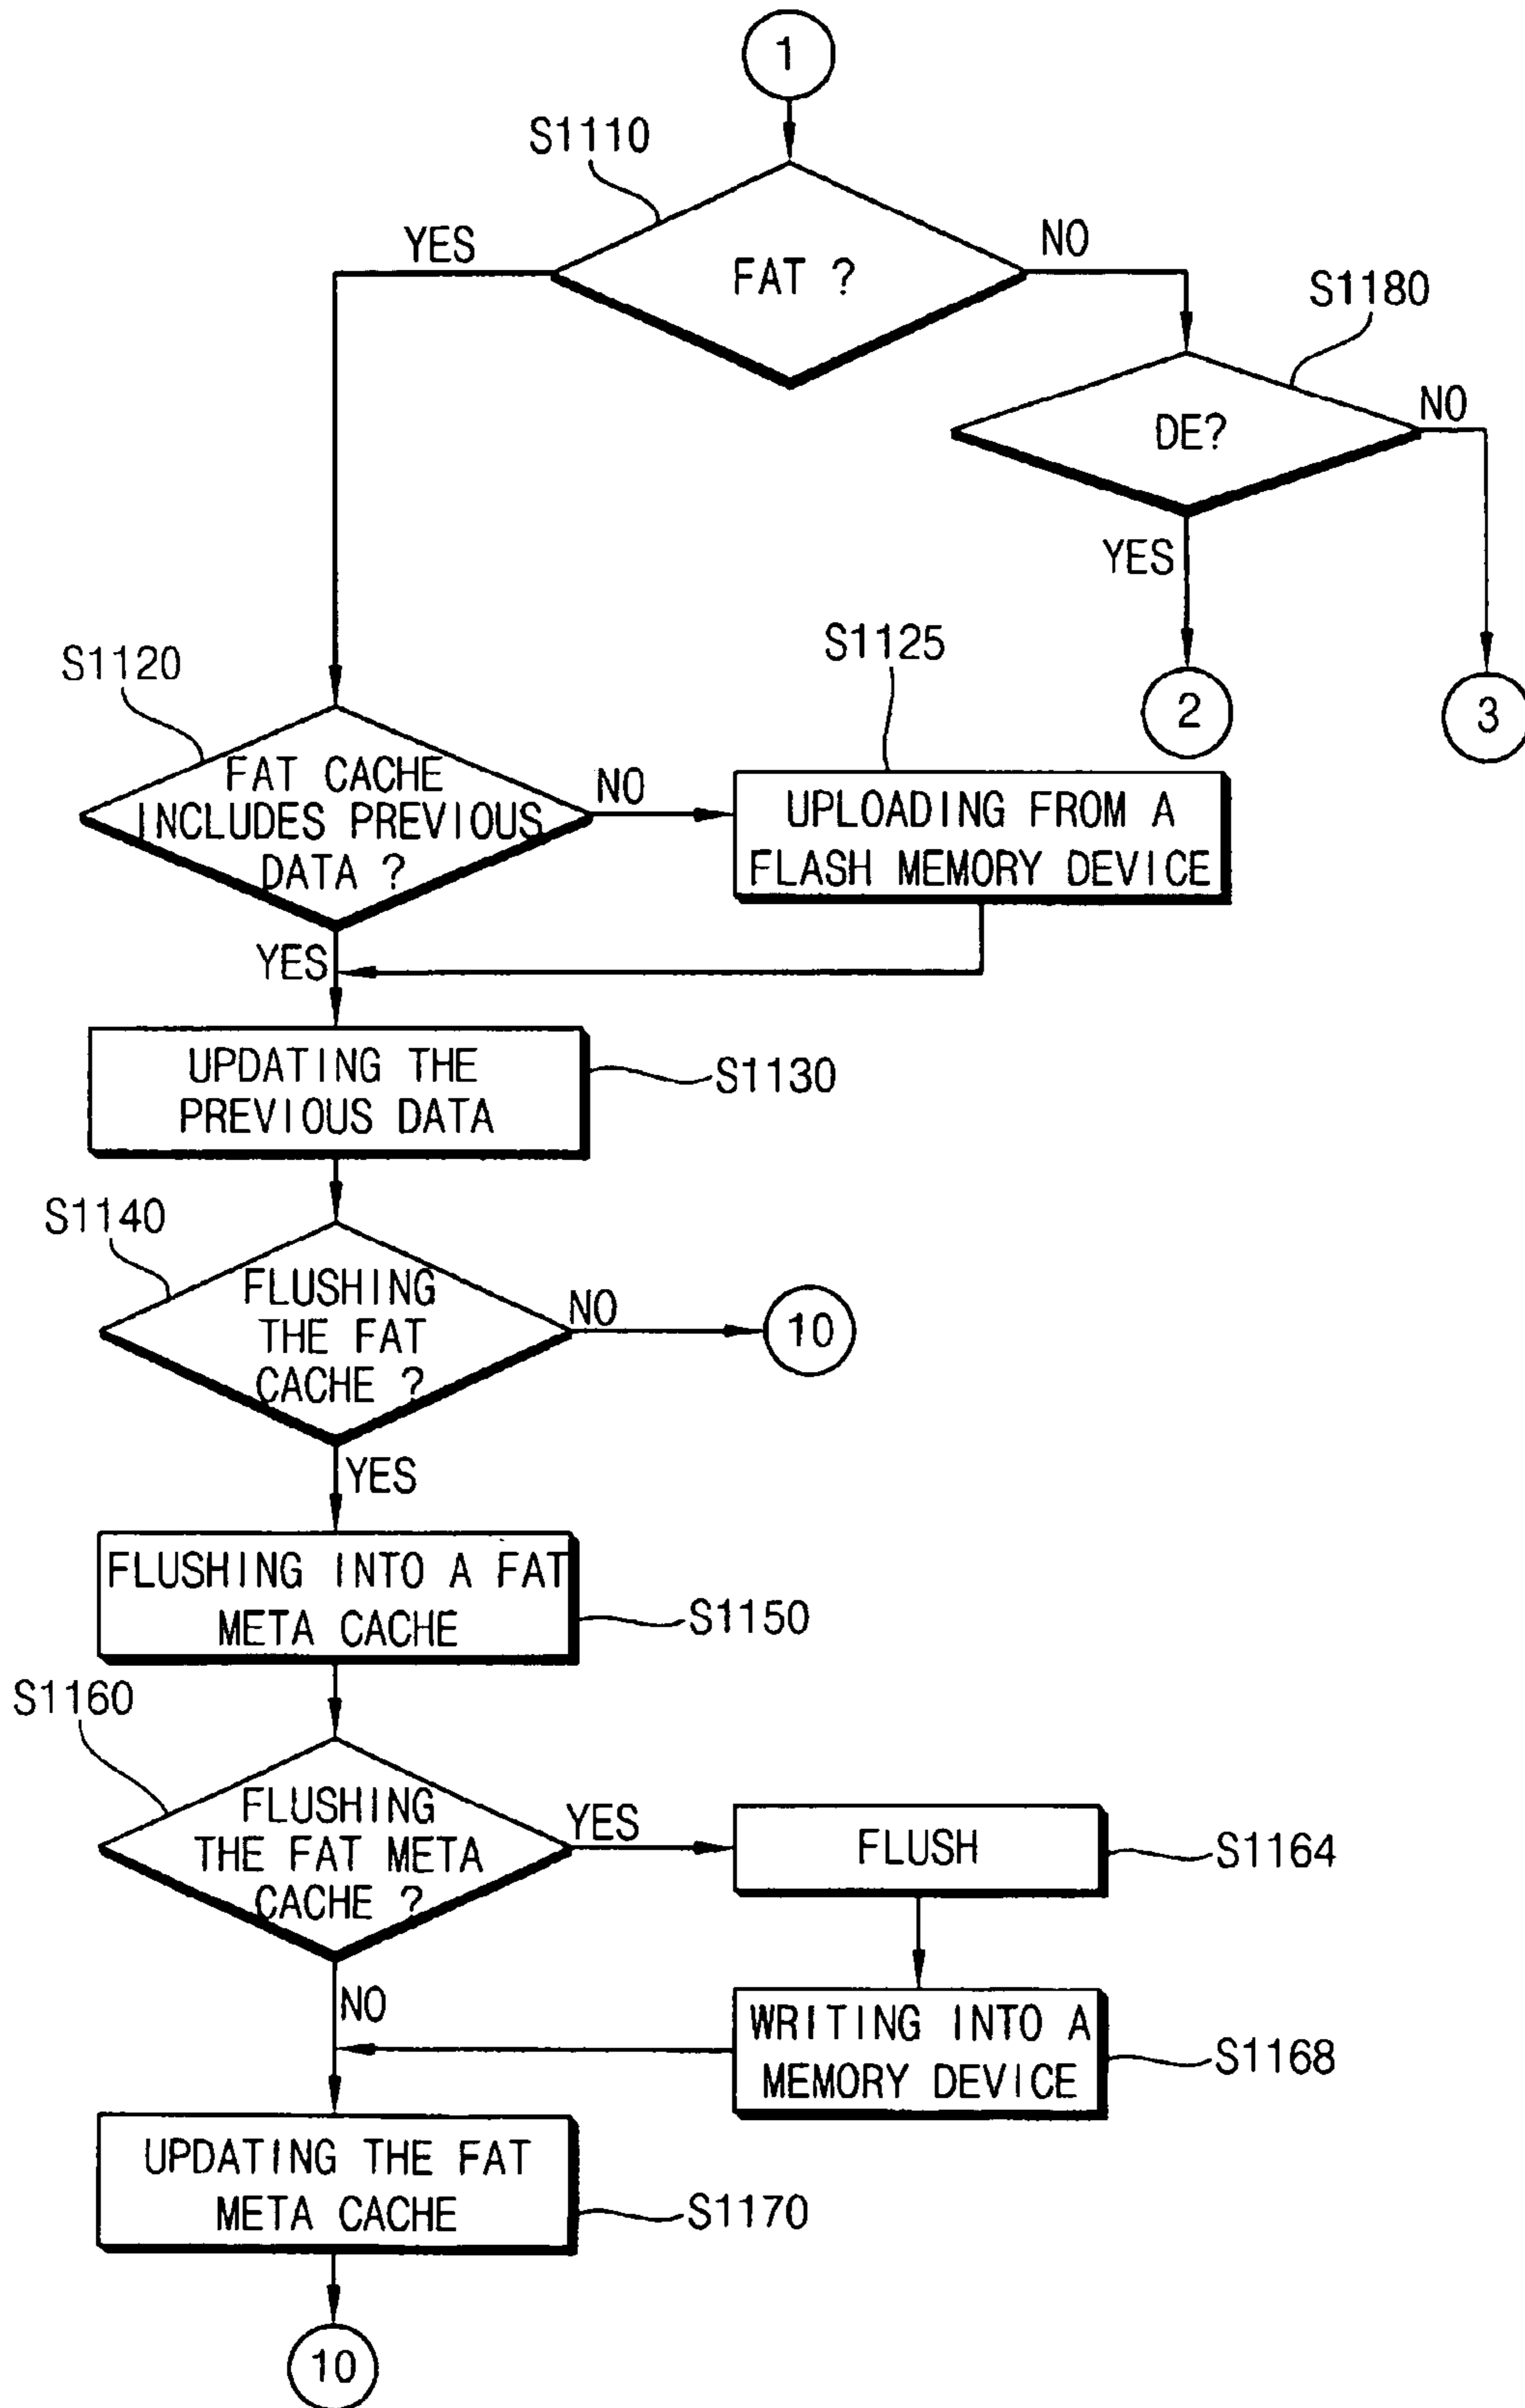 1
S1110
YES
NO
FAT ?
S1180
DE?
NO
YES
S1120
S1125
2
3
FAT CACHE
INCLUDES PREVIOUS
DATA ?
NO
UPLOADING FROM A
FLASH MEMORY DEVICE
YES
UPDATING THE
PREVIOUS DATA
S1130
S1140
FLUSHING
THE FAT
CACHE ?
NO
10
YES
FLUSHING INTO A FAT
META CACHE
S1150
S1160
FLUSHING
THE FAT META
CACHE ?
YES
FLUSH
S1164
NO
WRITING INTO A
MEMORY DEVICE
S1168
UPDATING THE FAT
META CACHE
S1170
10